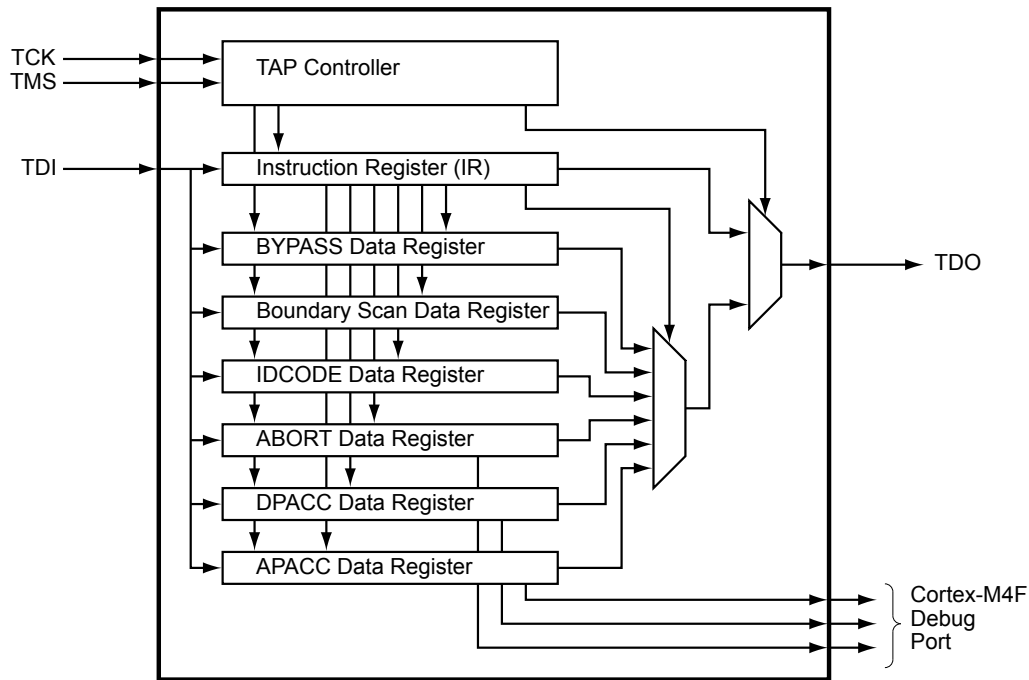 TCK
TMS
TAP Controller
TDI
Instruction Register (IR)
BYPASS Data Register
TDO
Boundary Scan Data Register
IDCODE Data Register
ABORT Data Register
DPACC Data Register
APACC Data Register
Cortex-M4F
Debug
Port